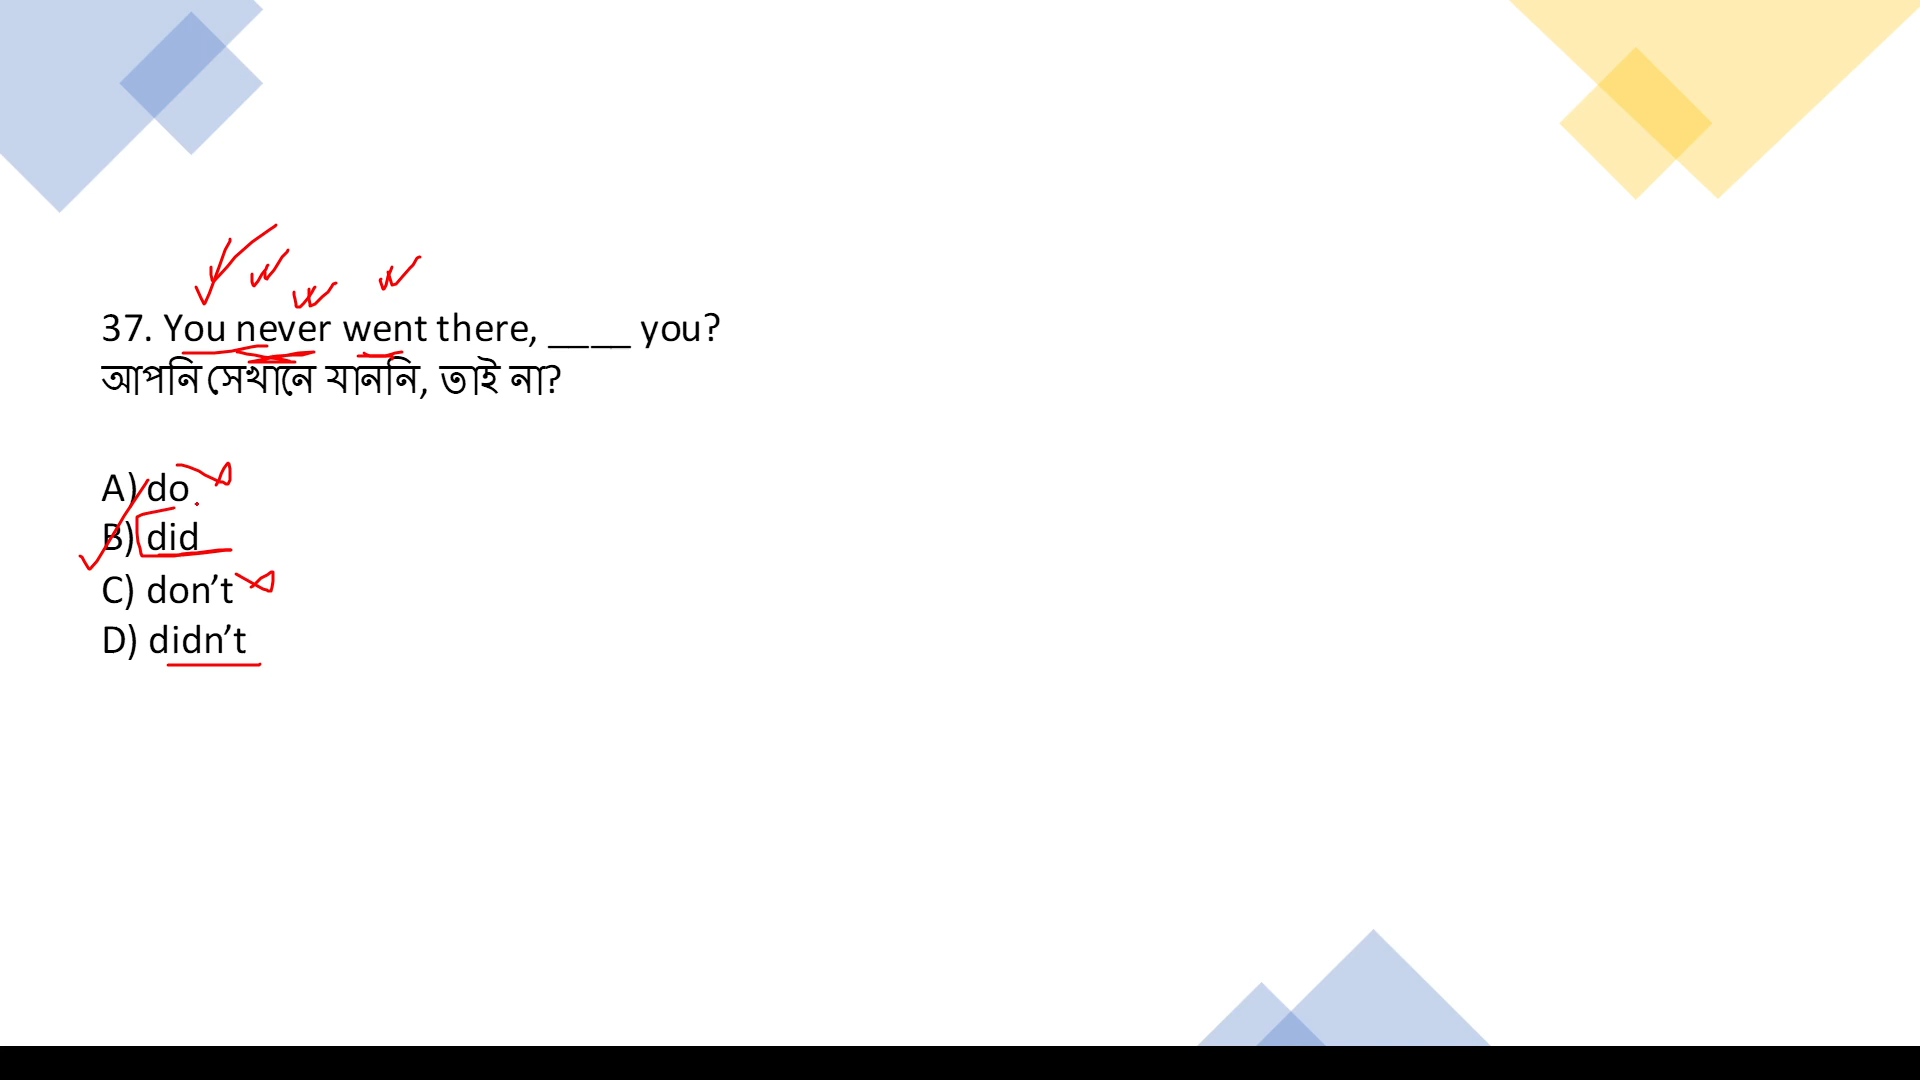 37. You never went there, ____ you?
আপনি সেখানে যাননি, তাই না?
A) do
B) did
C) don’t
D) didn’t